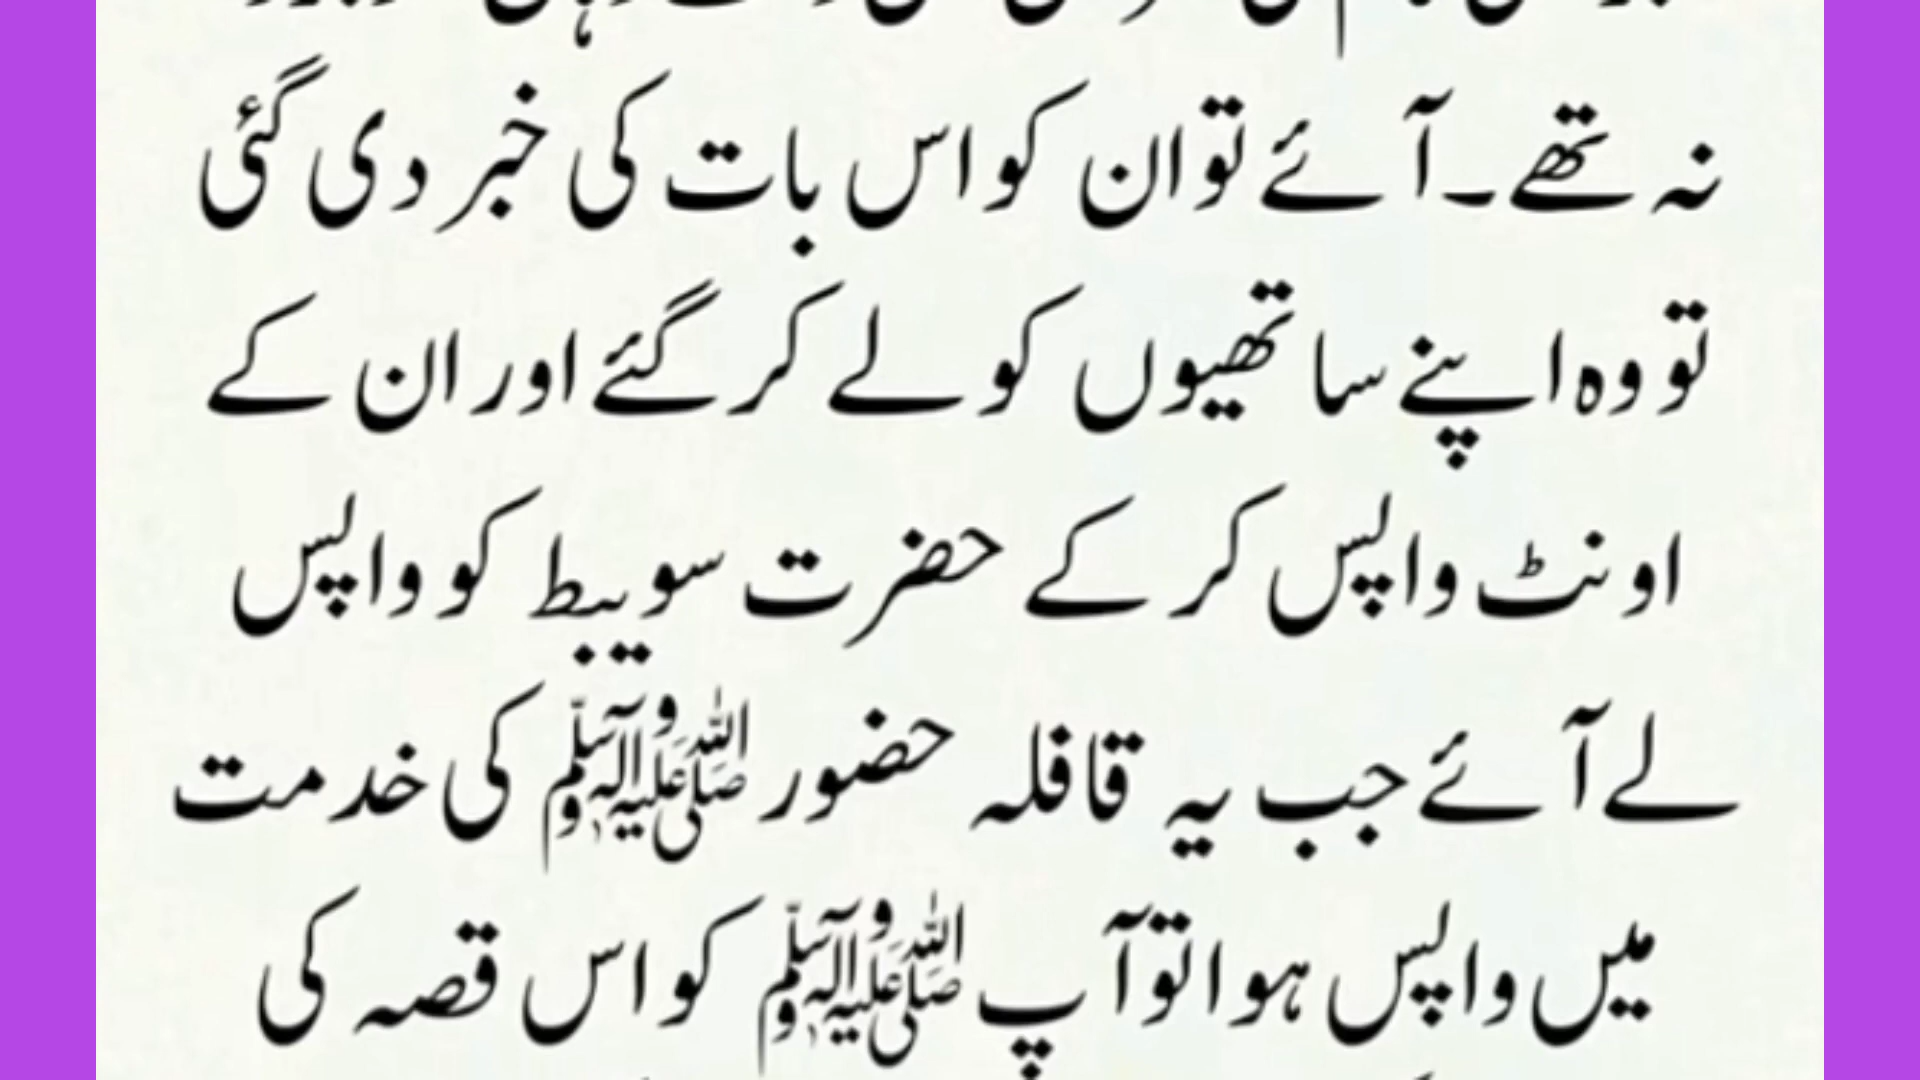 نہ تھے۔ آئے تو ان کو اس بات کی خبر دی گئی
تو وہ اپنے ساتھیوں کو لے کر گئے اور ان کے
اونٹ واپس کر کے حضرت سویبط کو واپس
لے آئے جب یہ قافلہ حضور ﷺ کی خدمت
میں واپس ہوا تو آپ ﷺ کو اس قصہ کی